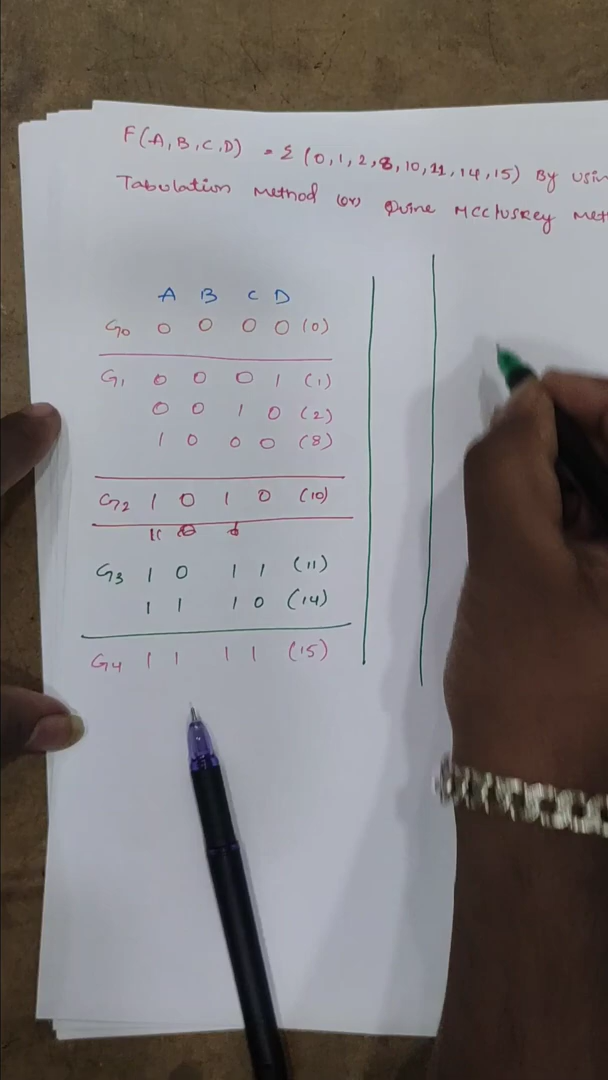 F(A,B,C,D) = Σ (0,1,2,8,10,11,14,15) By usin
Tabulation method (or) Quine MCCluskey met
A B C D
G0 0 0 0 0 (0)
G1 0 0 0 1 (1)
0 0 1 0 (2)
1 0 0 0 (8)
G2 1 0 1 0 (10)
G3 1 0 1 1 (11)
1 1 1 0 (14)
G4 1 1 1 1 (15)